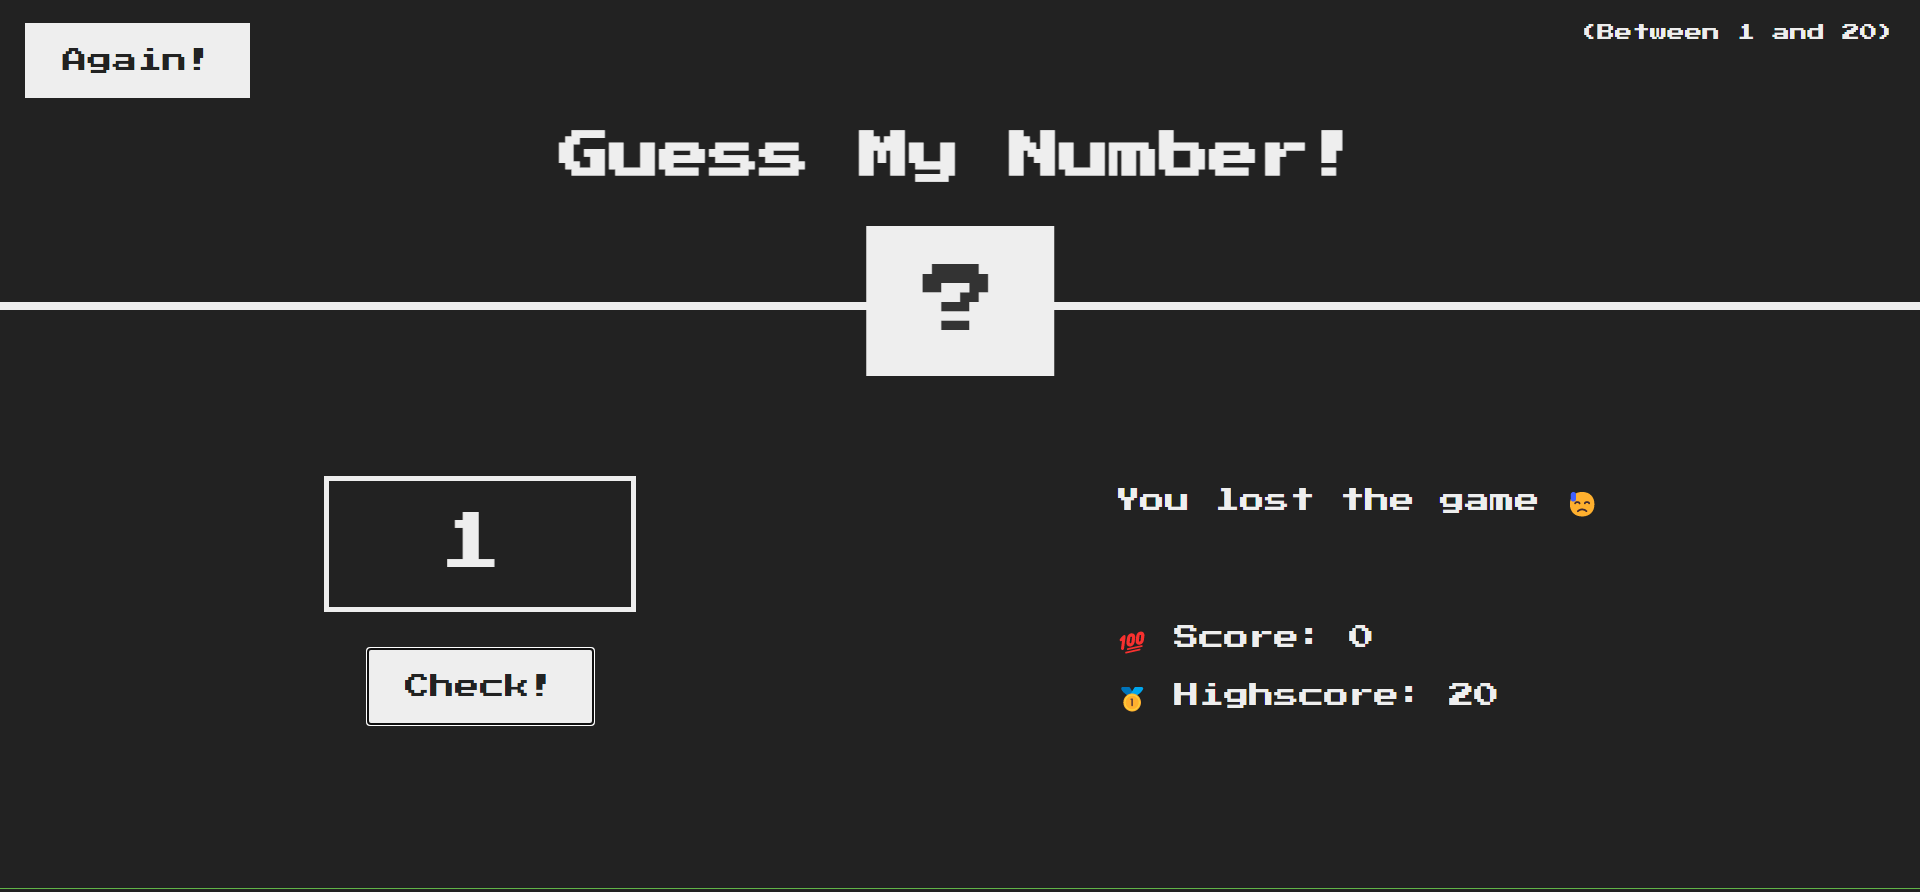 Again!
(Between 1 and 20)
Guess My Number!
?
1
Check!
You lost the game 😓
💯 Score: 0
🥇 Highscore: 20